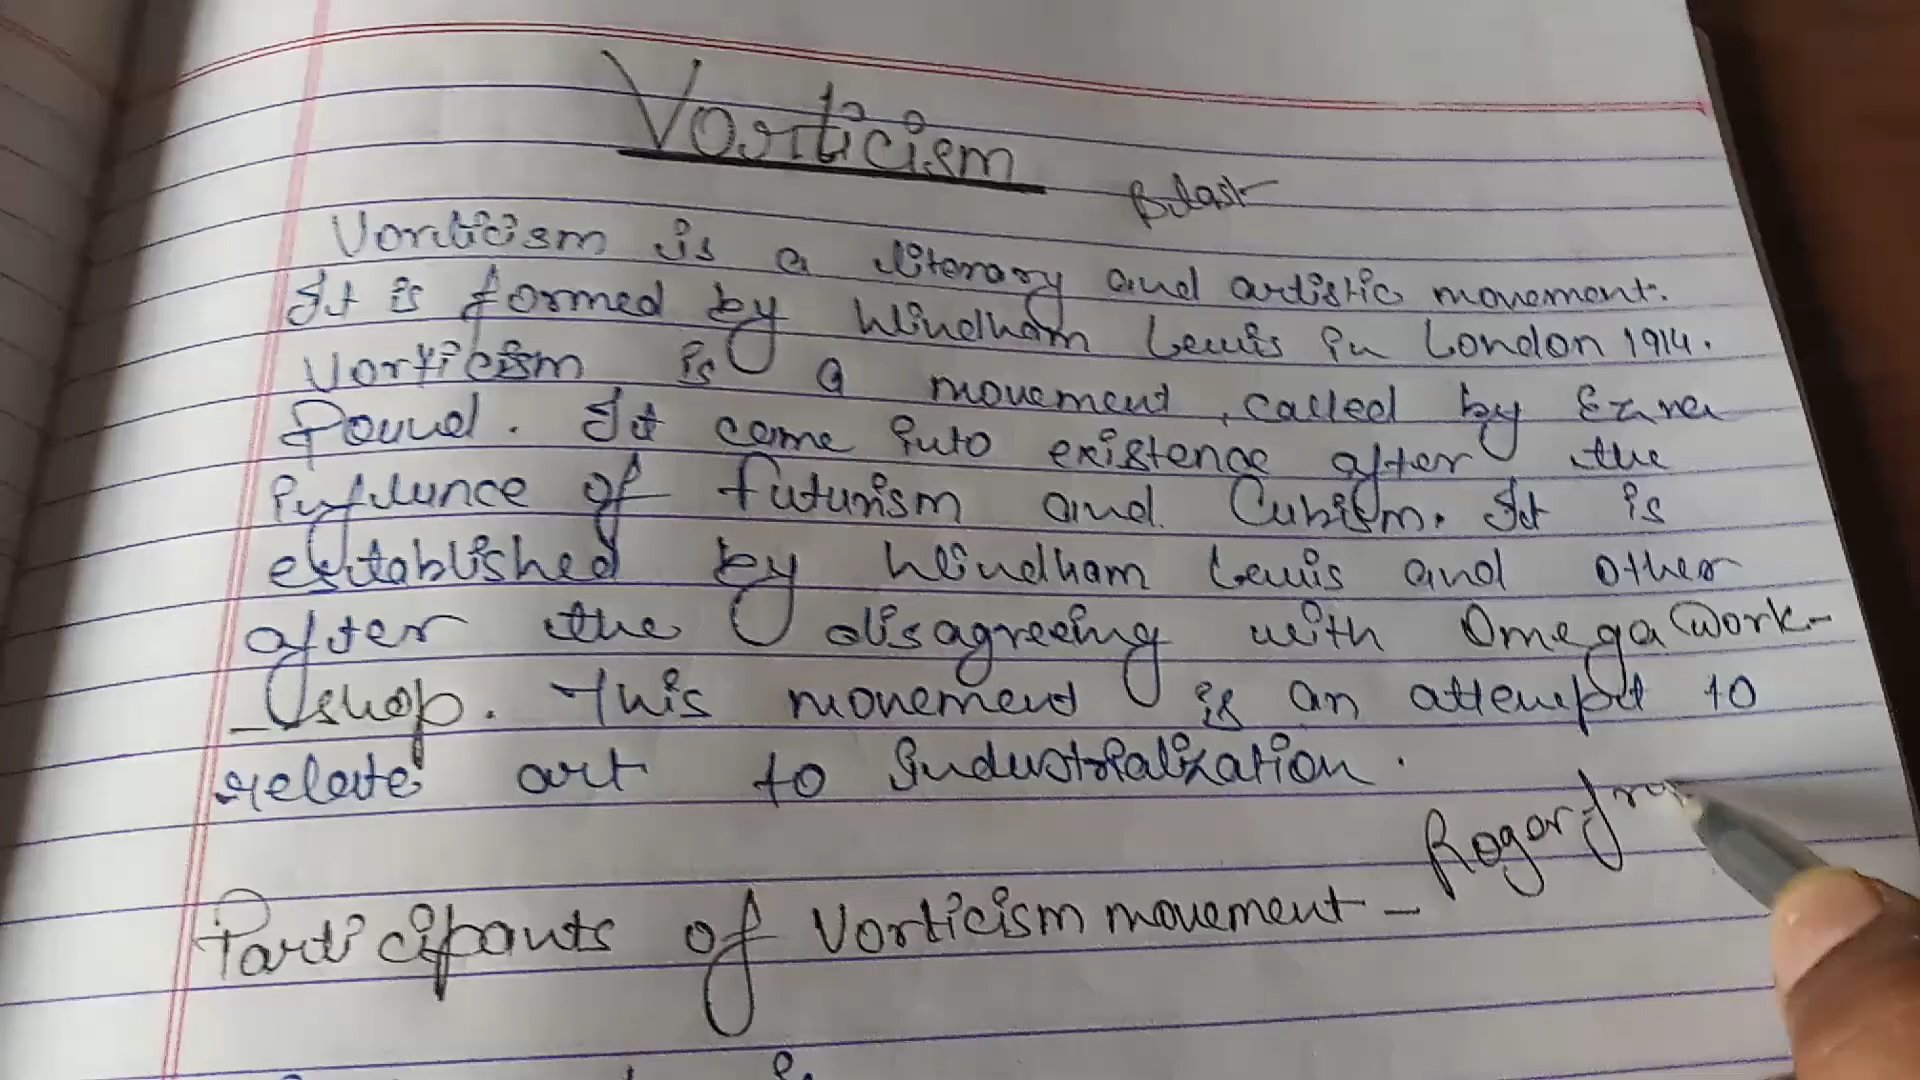 Vorticism
Blast
Vorticism is a literary and artistic movement.
It is formed by Windham Lewis in London 1914.
Vorticism is a movement, called by Ezra
Pound. It came into existence after the
influence of futurism and Cubism. It is
established by Windham Lewis and other
after the disagreeing with Omega Work-
shop. This movement is an attempt to
relate art to Industrialization.
Roger
Participants of Vorticism movement -